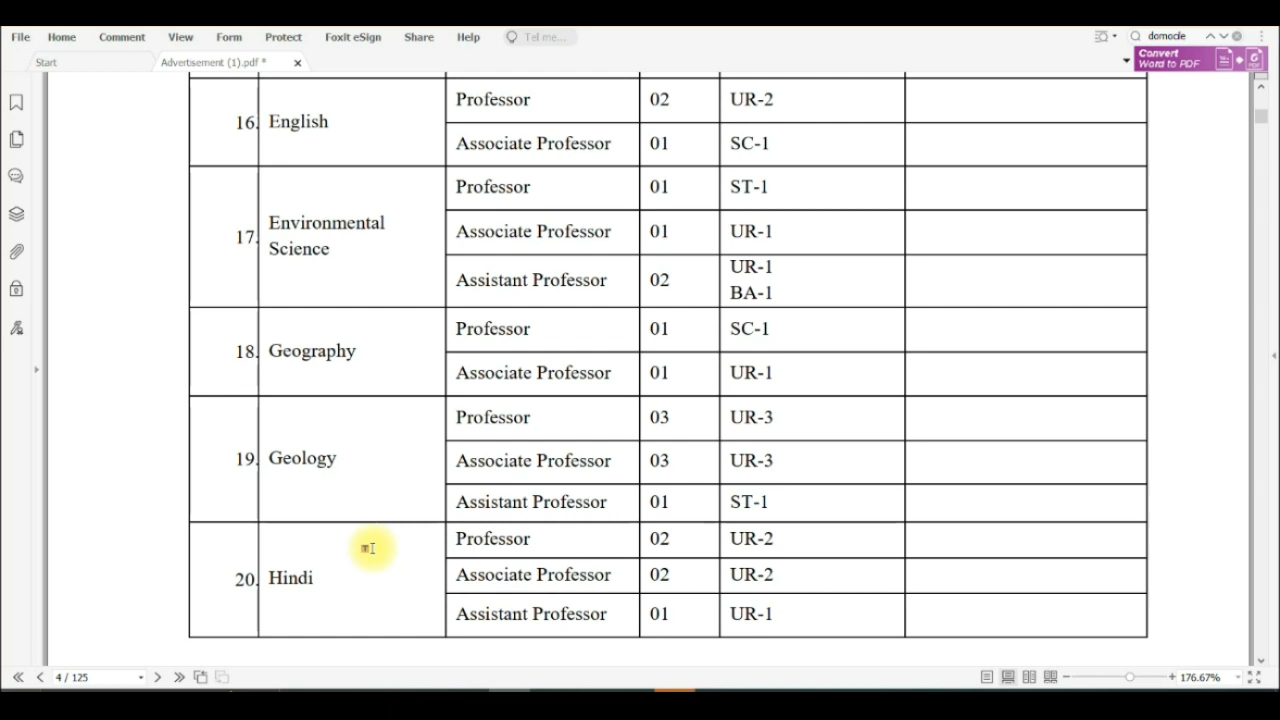 File Home Comment View Form Protect Foxit eSign Share Help Tell me... domocle
Start Advertisement (1).pdf * Convert
Word to PDF
16. English Professor 02 UR-2
Associate Professor 01 SC-1
17. Environmental Science Professor 01 ST-1
Associate Professor 01 UR-1
Assistant Professor 02 UR-1
BA-1
18. Geography Professor 01 SC-1
Associate Professor 01 UR-1
19. Geology Professor 03 UR-3
Associate Professor 03 UR-3
Assistant Professor 01 ST-1
20. Hindi Professor 02 UR-2
Associate Professor 02 UR-2
Assistant Professor 01 UR-1
4 / 125 176.67%